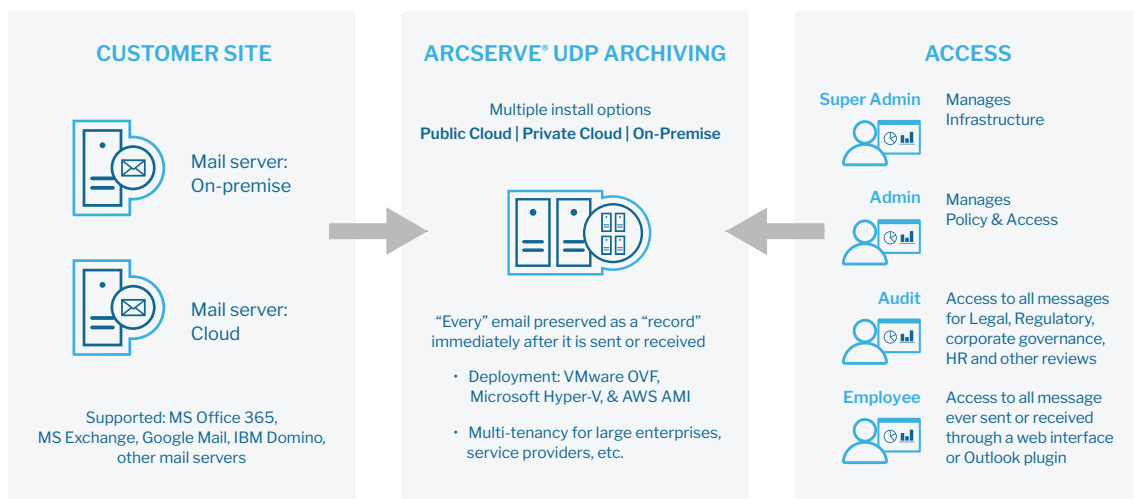 CUSTOMER SITE
Mail server:
On-premise
Mail server:
Cloud
Supported: MS Office 365,
MS Exchange, Google Mail, IBM Domino,
other mail servers
ARCSERVE® UDP ARCHIVING
Multiple install options
Public Cloud | Private Cloud | On-Premise
“Every” email preserved as a “record”
immediately after it is sent or received
• Deployment: VMware OVF,
Microsoft Hyper-V, & AWS AMI
• Multi-tenancy for large enterprises,
service providers, etc.
ACCESS
Super Admin
Manages
Infrastructure
Admin
Manages
Policy & Access
Audit
Access to all messages
for Legal, Regulatory,
corporate governance,
HR and other reviews
Employee
Access to all message
ever sent or received
through a web interface
or Outlook plugin